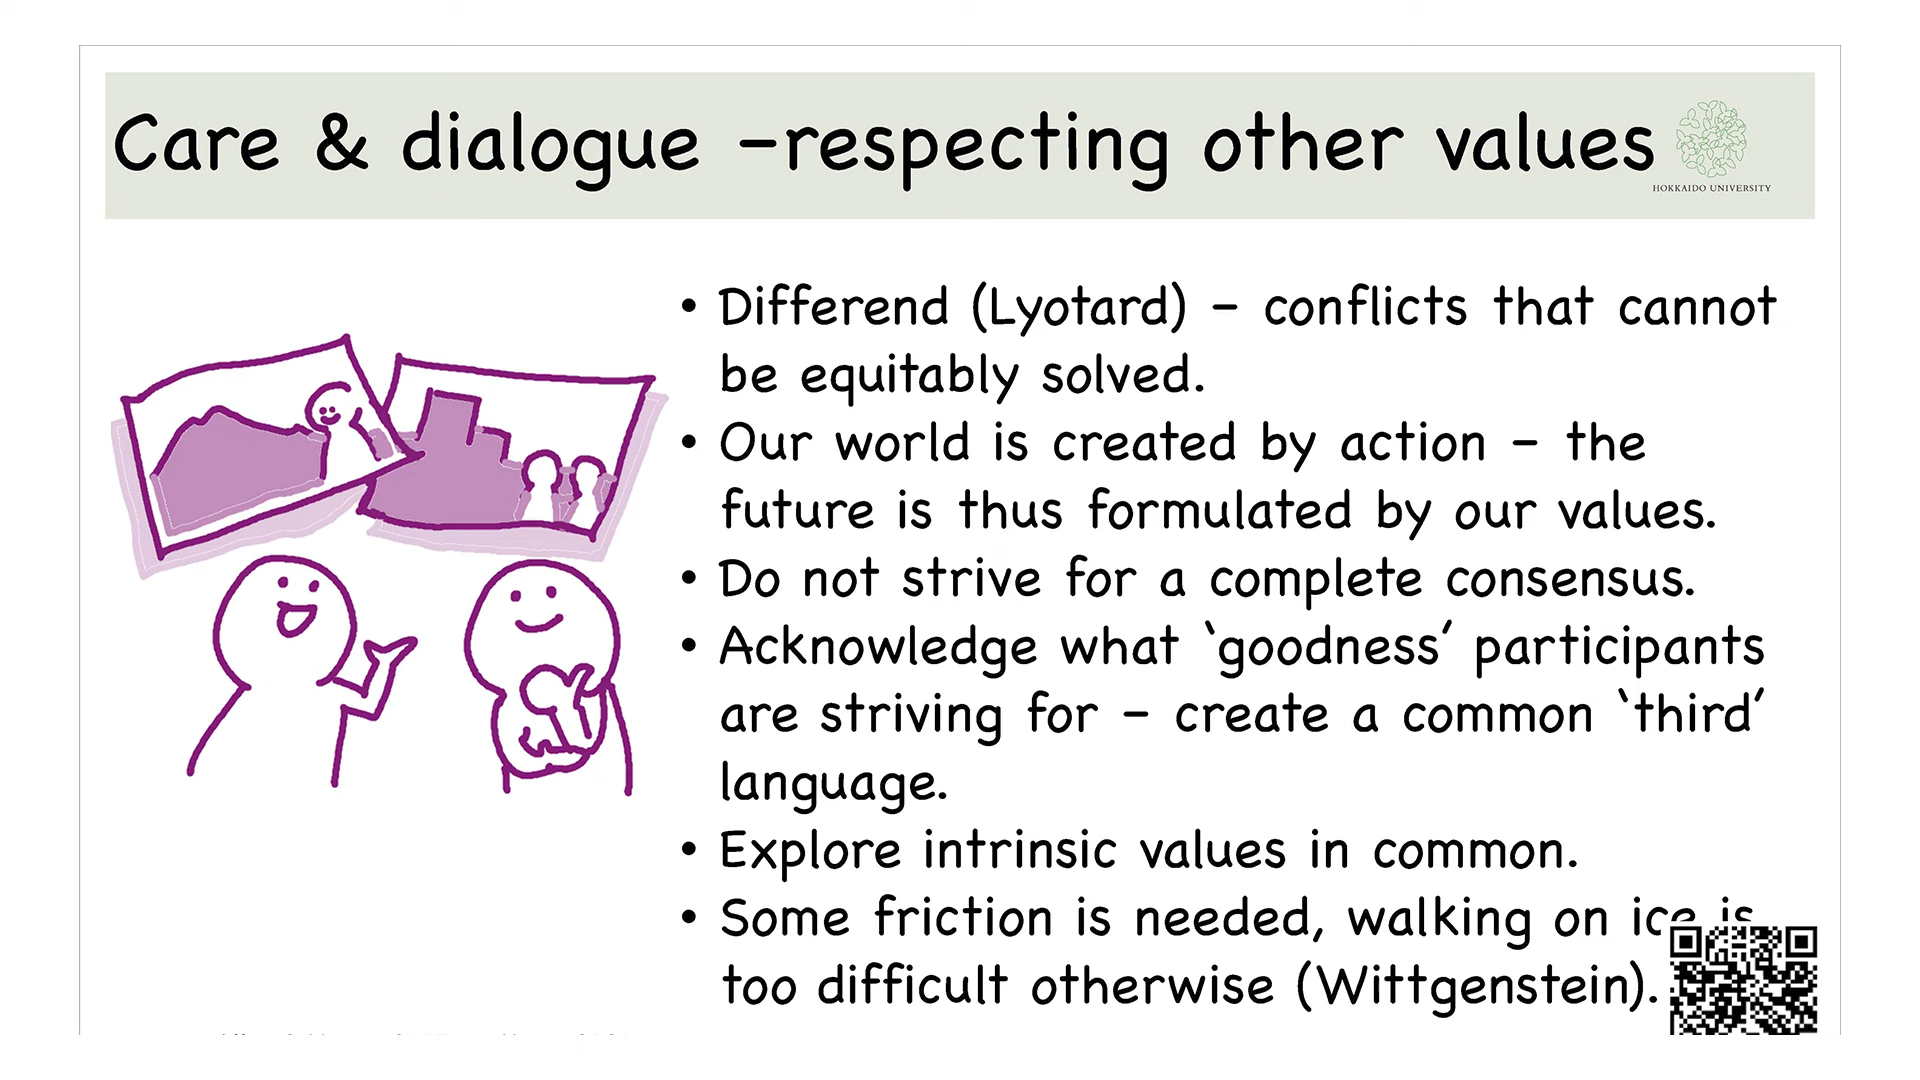 Care & dialogue –respecting other values
HOKKAIDO UNIVERSITY
• Differend (Lyotard) – conflicts that cannot
be equitably solved.
• Our world is created by action – the
future is thus formulated by our values.
• Do not strive for a complete consensus.
• Acknowledge what ‘goodness’ participants
are striving for – create a common ‘third’
language.
• Explore intrinsic values in common.
• Some friction is needed, walking on ice is
too difficult otherwise (Wittgenstein).